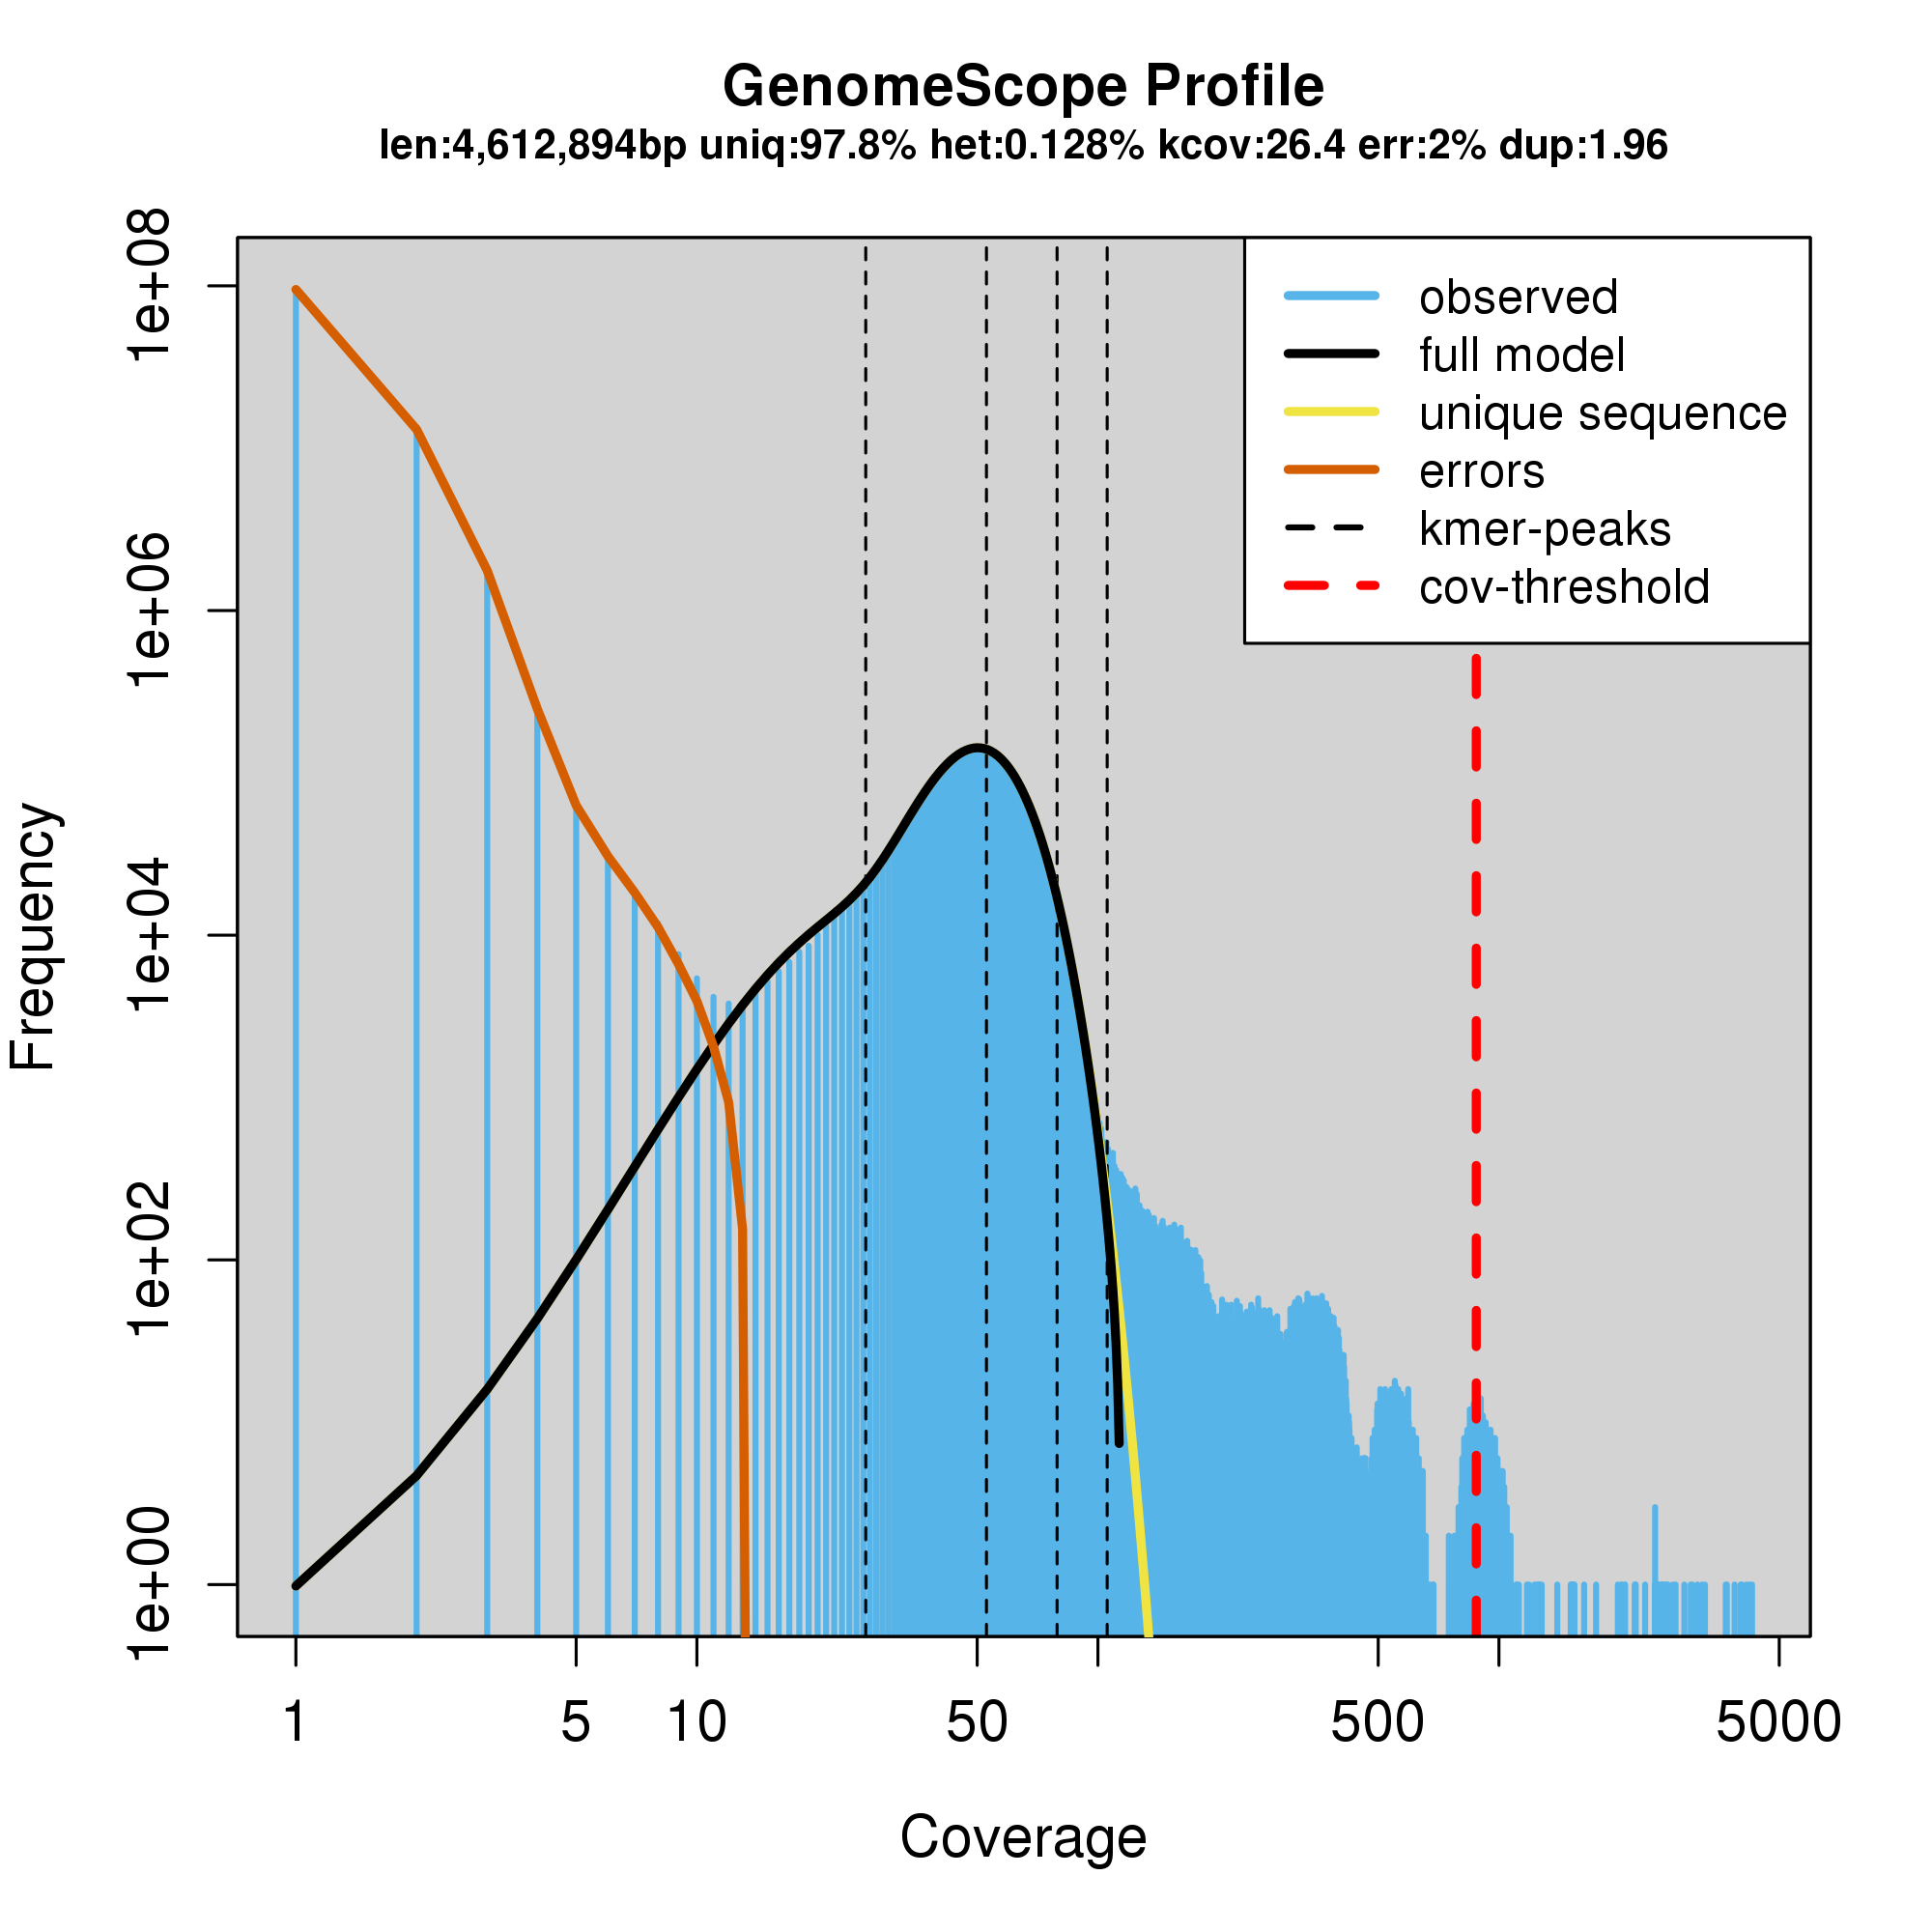 GenomeScope Profile
len:4,612,894bp uniq:97.8% het:0.128% kcov:26.4 err:2% dup:1.96
observed
full model
unique sequence
errors
kmer-peaks
cov-threshold
Frequency
1e+08
1e+06
1e+04
1e+02
1e+00
1 5 10 50 500 5000
Coverage